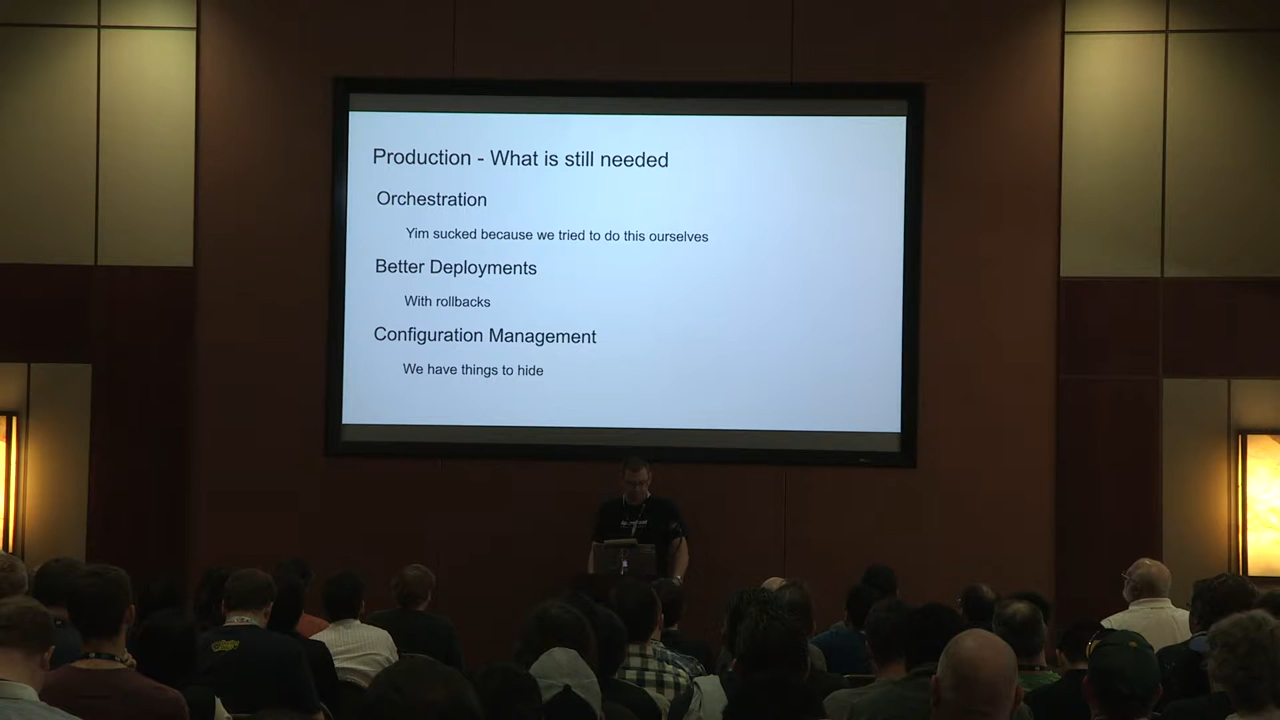 Production - What is still needed
Orchestration
Yim sucked because we tried to do this ourselves
Better Deployments
With rollbacks
Configuration Management
We have things to hide